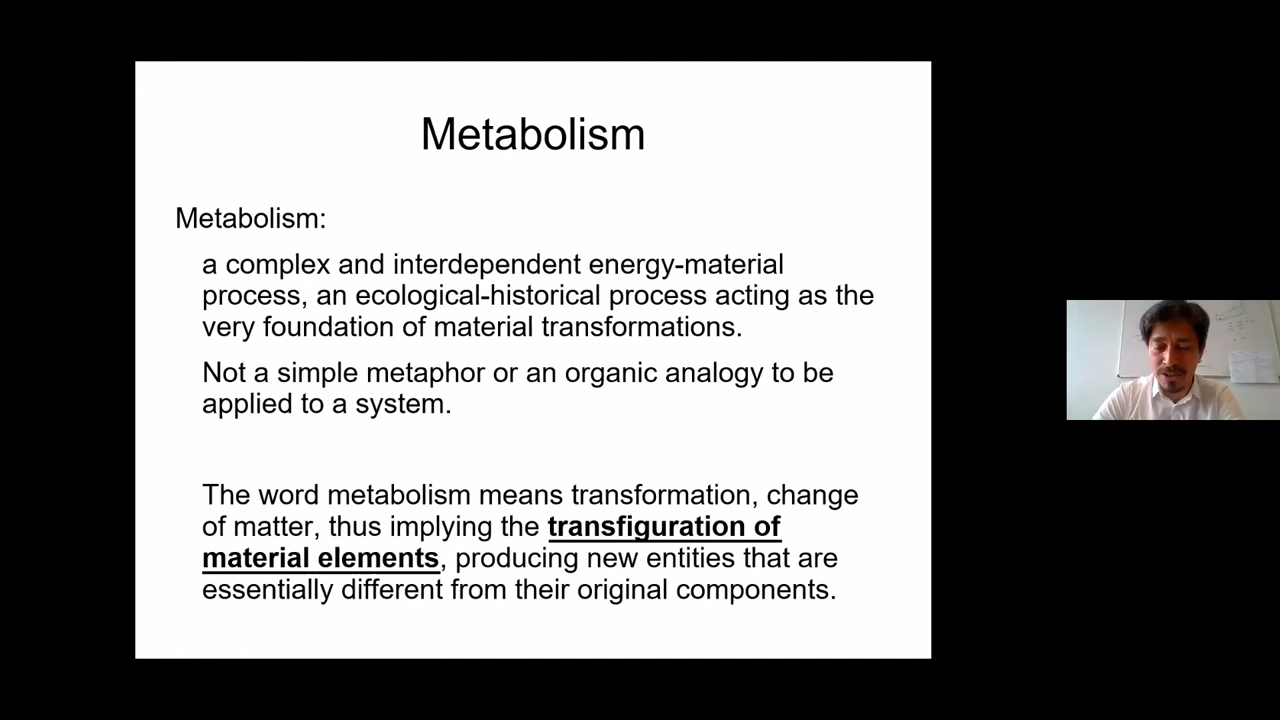 Metabolism
Metabolism:
a complex and interdependent energy-material
process, an ecological-historical process acting as the
very foundation of material transformations.
Not a simple metaphor or an organic analogy to be
applied to a system.
The word metabolism means transformation, change
of matter, thus implying the transfiguration of
material elements, producing new entities that are
essentially different from their original components.